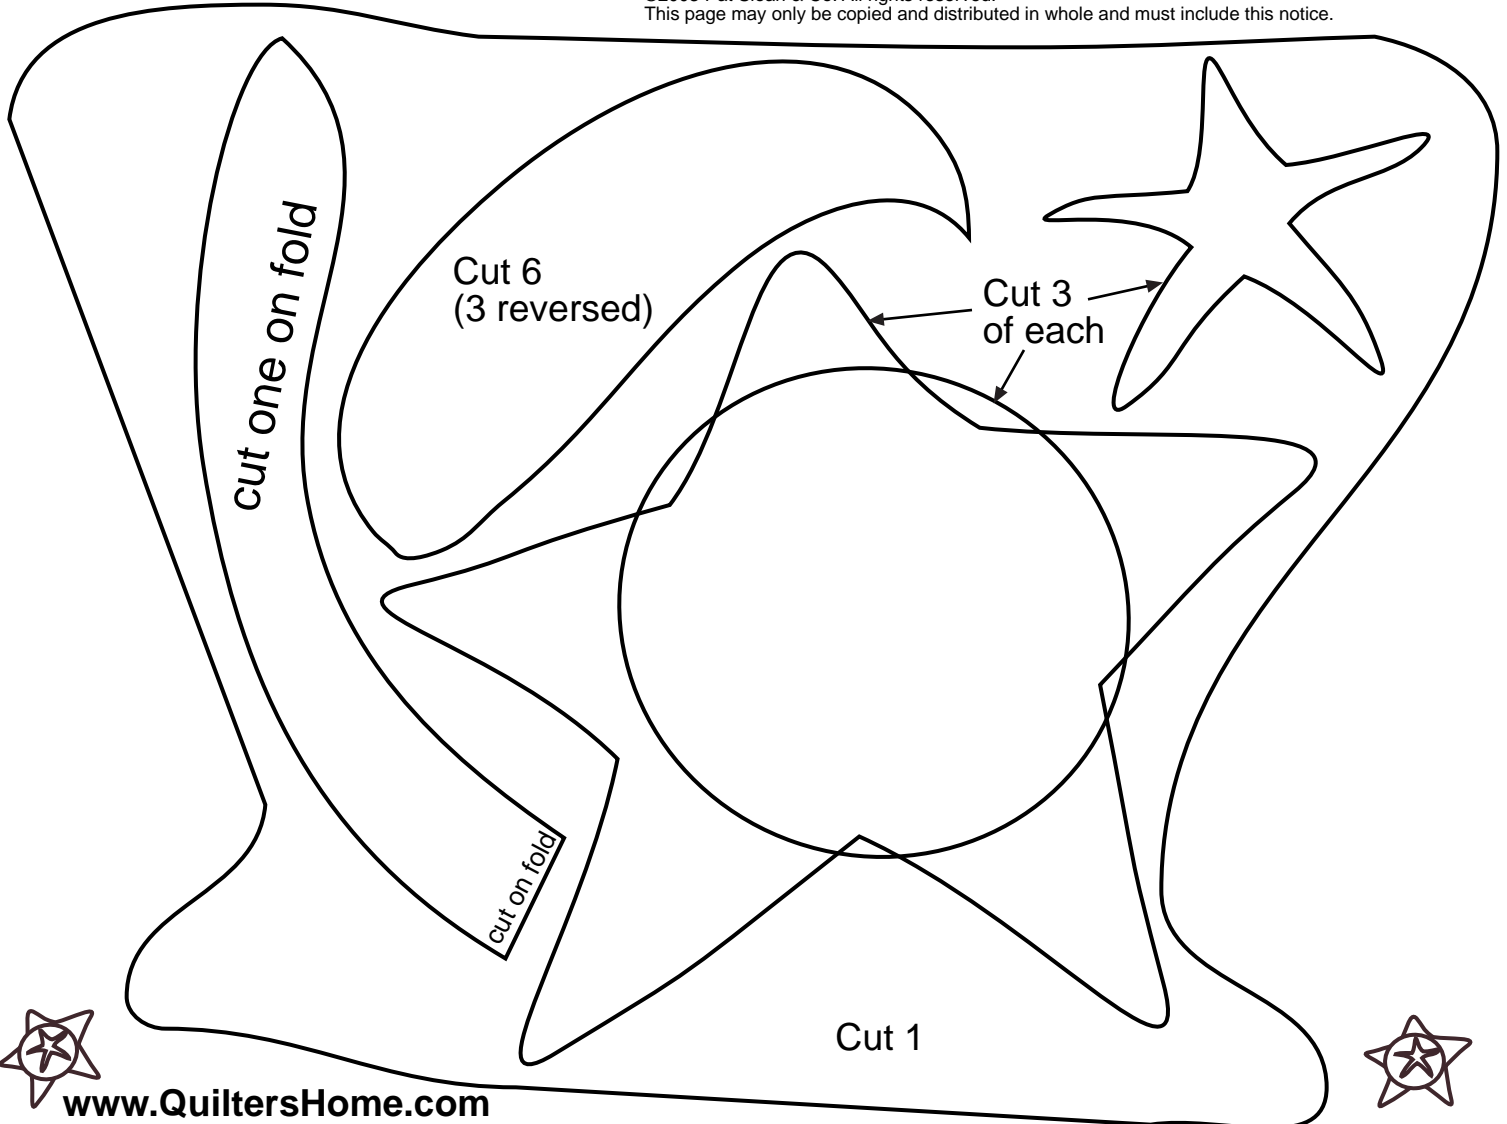 This page may only be copied and distributed in whole and must include this notice.
cut one on fold
Cut 6
(3 reversed)
Cut 3
of each
cut on fold
Cut 1
www.QuiltersHome.com